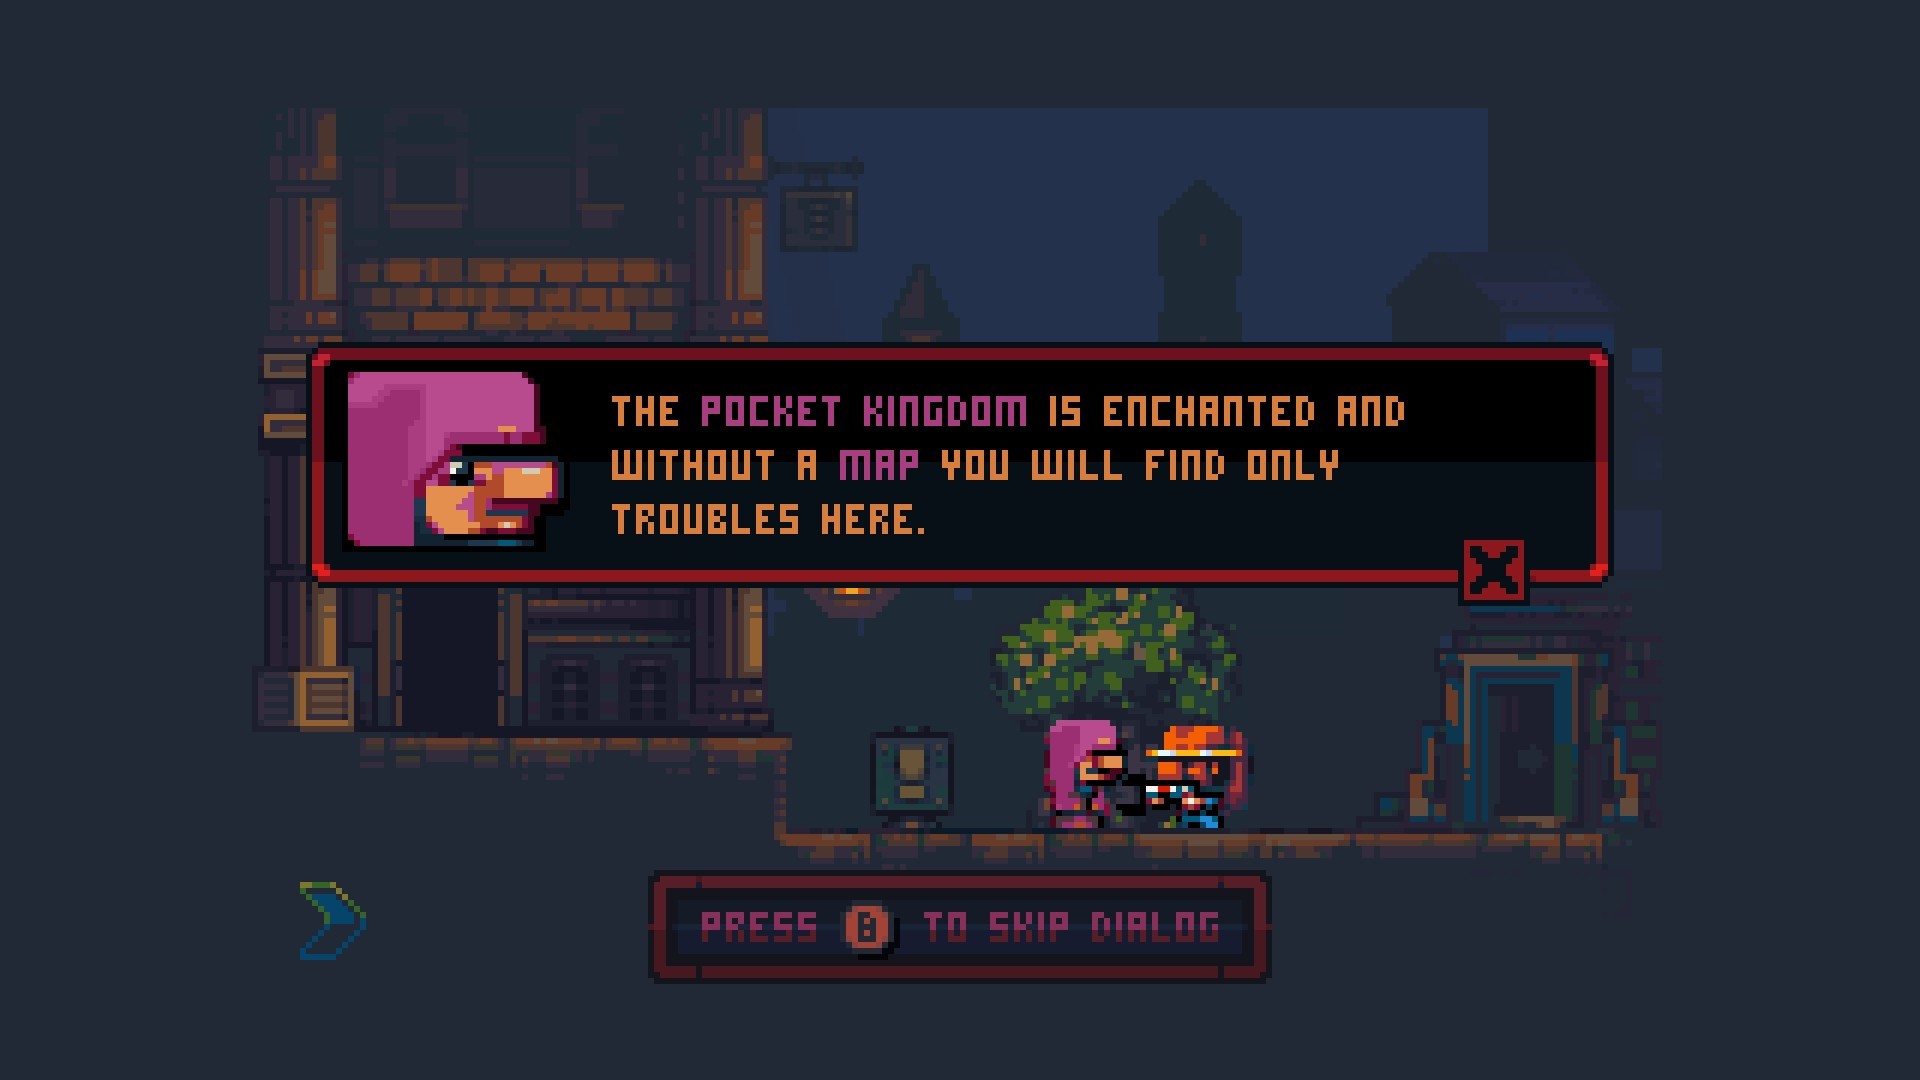 THE POCKET KINGDOM IS ENCHANTED AND
WITHOUT A MAP YOU WILL FIND ONLY
TROUBLES HERE.
PRESS B TO SKIP DIALOG